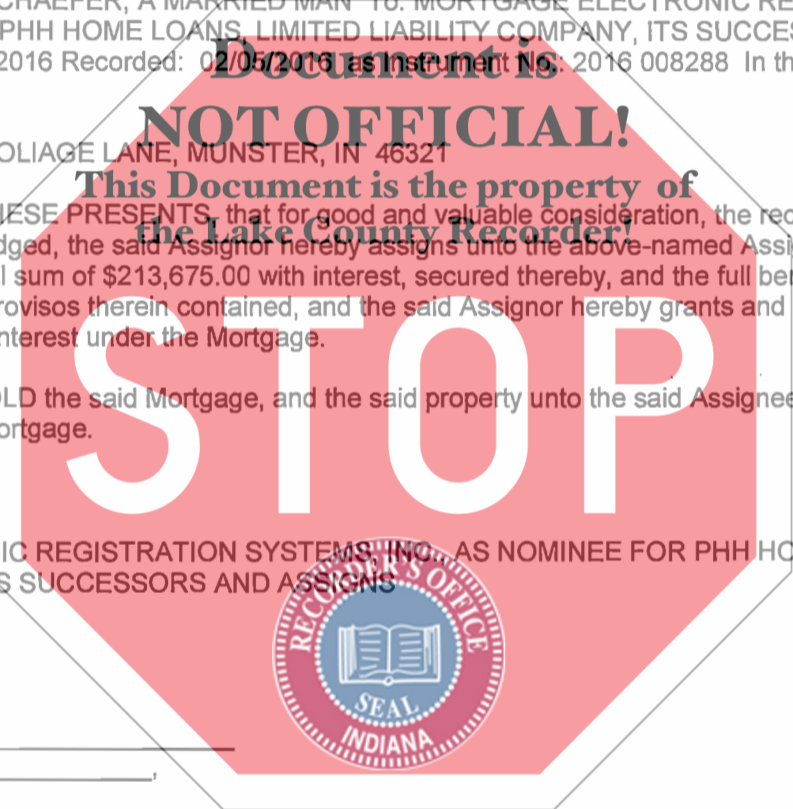 CHAEFER, A MARRIED MAN To: MORTGAGE ELECTRONIC RE
PHH HOME LOANS, LIMITED LIABILITY COMPANY, ITS SUCCES
2016 Recorded: 02/05/2016 as Instrument No.: 2016 008288 In th
Document is
NOT OFFICIAL!
OLIAGE LANE, MUNSTER, IN 46321
This Document is the property of
the Lake County Recorder!
ESE PRESENTS, that for good and valuable consideration, the rec
dged, the said Assignor hereby assigns unto the above-named Assi
l sum of $213,675.00 with interest, secured thereby, and the full ben
rovisos therein contained, and the said Assignor hereby grants and
nterest under the Mortgage.
STOP
LD the said Mortgage, and the said property unto the said Assignee
ortgage.
IC REGISTRATION SYSTEMS, INC., AS NOMINEE FOR PHH HO
S SUCCESSORS AND ASSIGNS
RECORDER'S OFFICE
SEAL
INDIANA